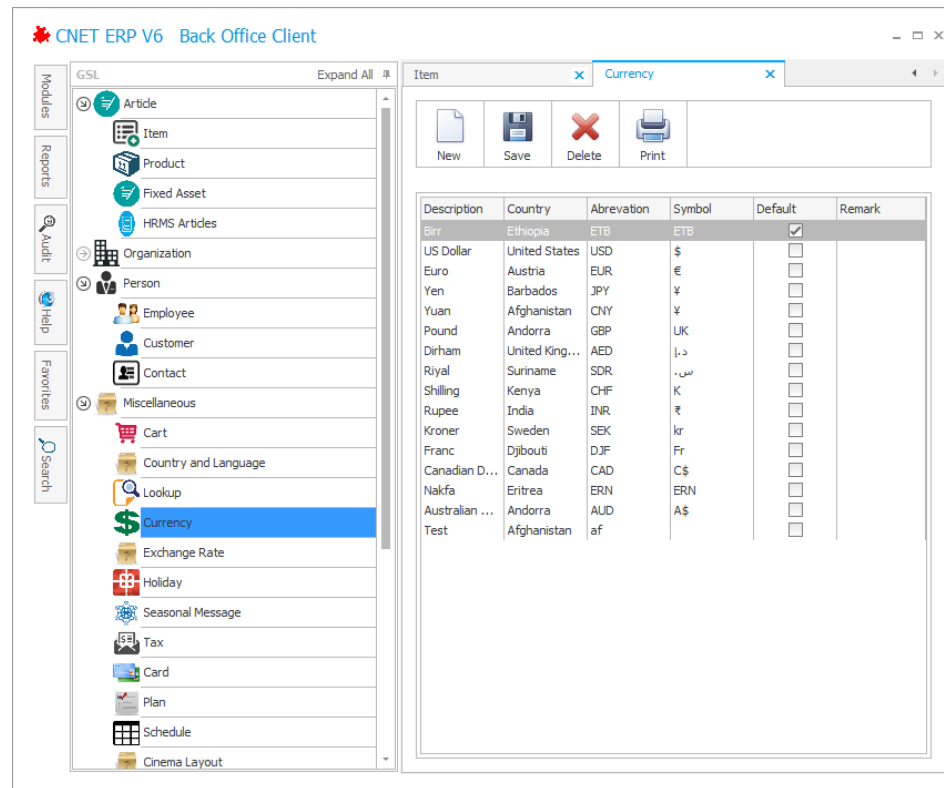 CNET ERP V6 Back Office Client
Modules
Reports
Audit
Help
Favorites
Search
GSL Expand All
Article
Item
Product
Fixed Asset
HRMS Articles
Organization
Person
Employee
Customer
Contact
Miscellaneous
Cart
Country and Language
Lookup
Currency
Exchange Rate
Holiday
Seasonal Message
Tax
Card
Plan
Schedule
Cinema Layout
Item Currency
New Save Delete Print
Description Country Abrevation Symbol Default Remark
Birr Ethiopia ETB ETB
US Dollar United States USD $
Euro Austria EUR €
Yen Barbados JPY ¥
Yuan Afghanistan CNY ¥
Pound Andorra GBP UK
Dirham United King... AED د.إ
Riyal Suriname SDR س.
Shilling Kenya CHF K
Rupee India INR ₹
Kroner Sweden SEK kr
Franc Djibouti DJF Fr
Canadian D... Canada CAD C$
Nakfa Eritrea ERN ERN
Australian ... Andorra AUD A$
Test Afghanistan af